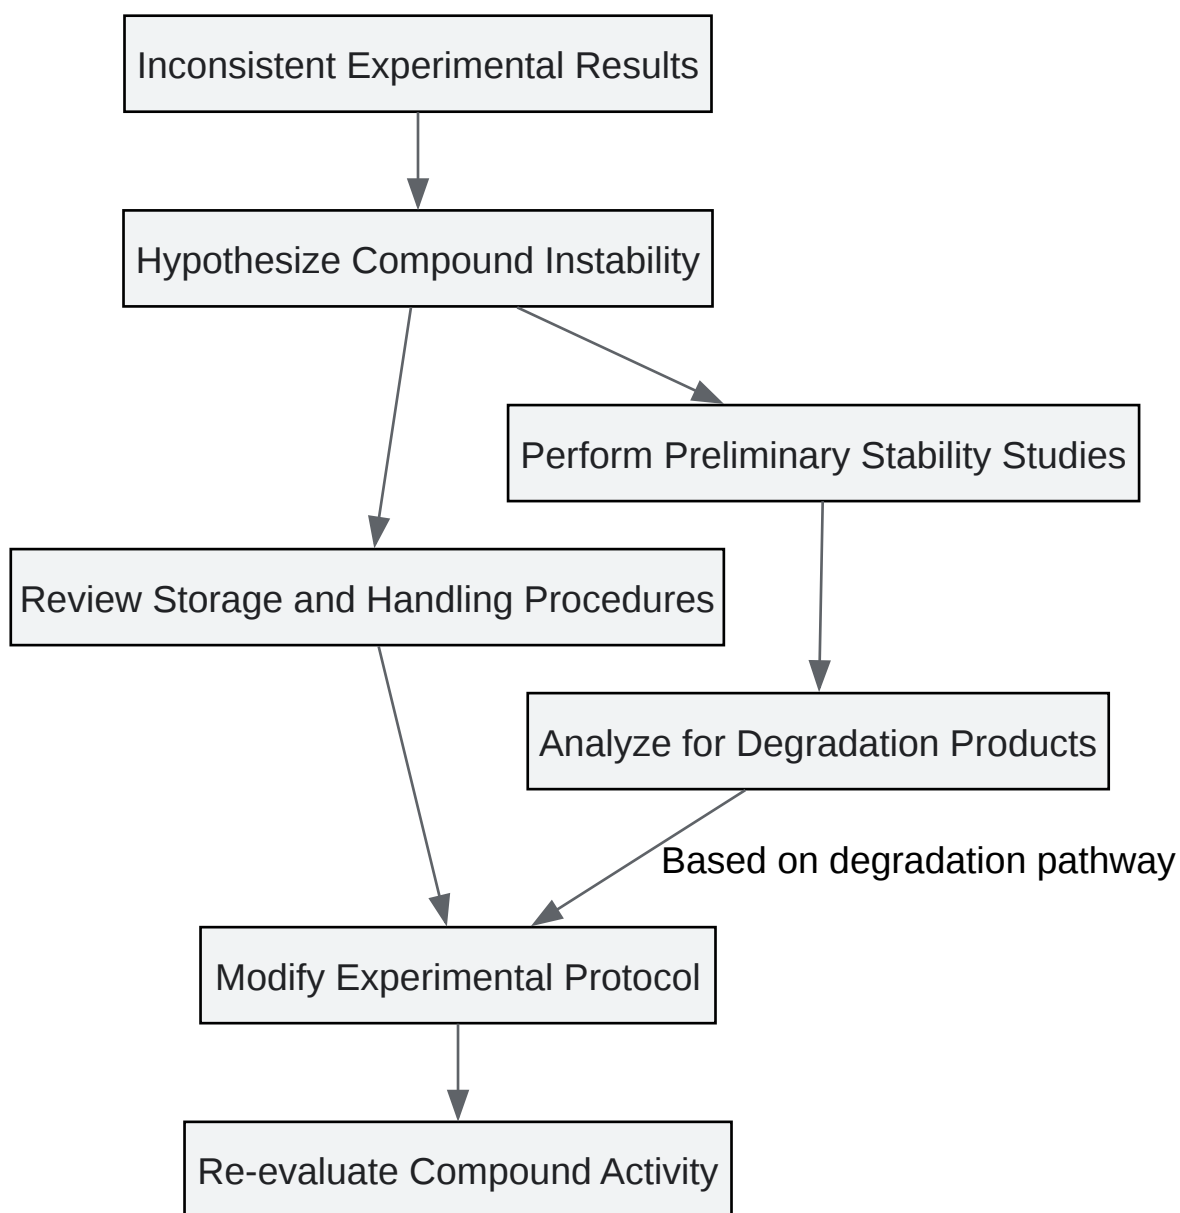 Inconsistent Experimental Results
Hypothesize Compound Instability
Perform Preliminary Stability Studies
Review Storage and Handling Procedures
Analyze for Degradation Products
Based on degradation pathway
Modify Experimental Protocol
Re-evaluate Compound Activity